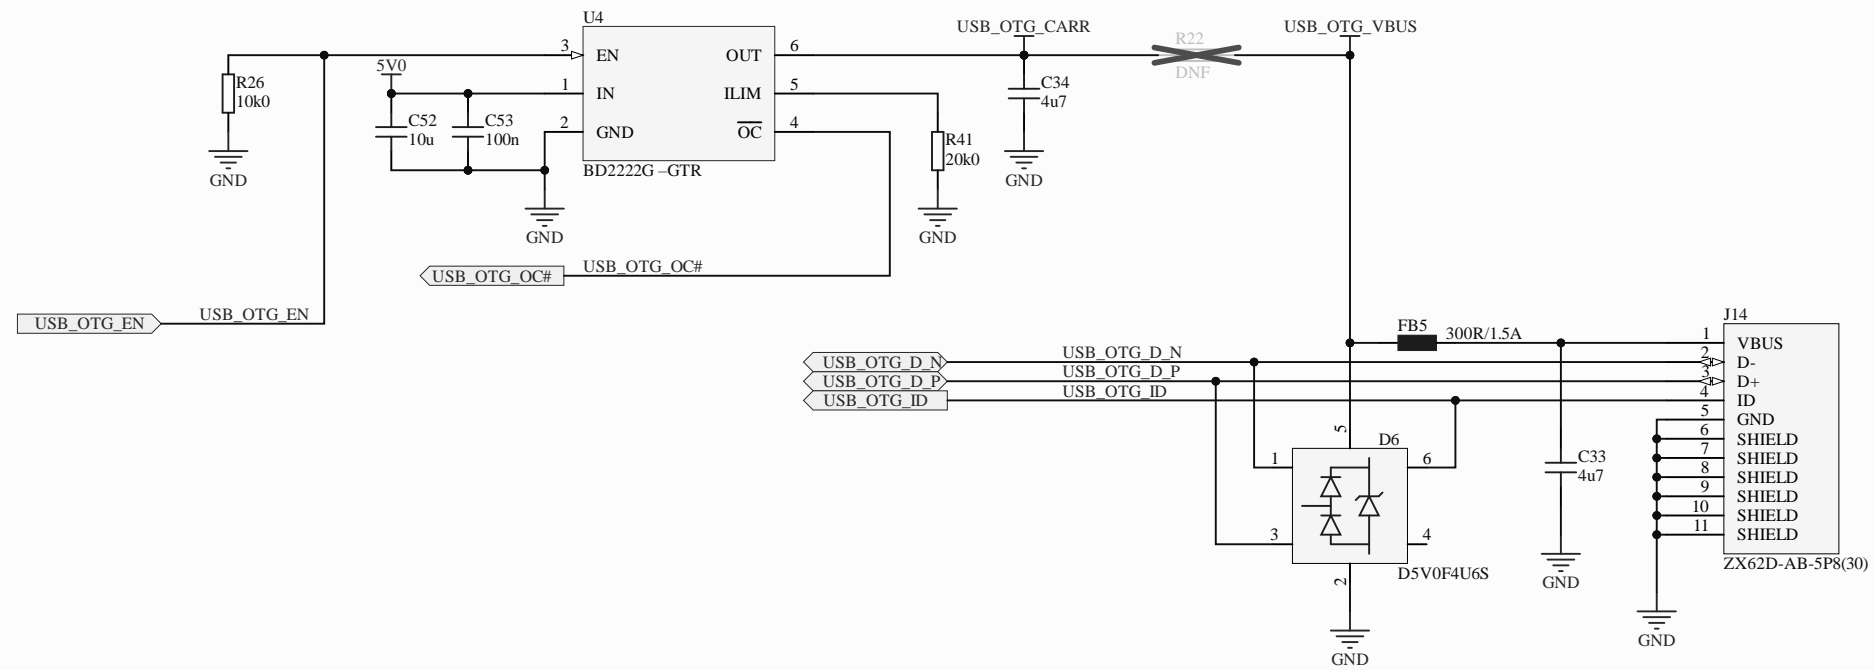 U4
USB_OTG_CARR
USB_OTG_VBUS
3
EN
OUT
6
R22
DNF
5V0
R26
10k0
1
IN
ILIM
5
C34
4u7
C52
10u
C53
100n
2
GND
OC
4
R41
20k0
BD2222G –GTR
GND
GND
GND
GND
USB_OTG_OC#
USB_OTG_OC#
USB_OTG_EN
USB_OTG_EN
J14
FB5
300R/1.5A
1
VBUS
USB_OTG_D_N
USB_OTG_D_N
2
D-
USB_OTG_D_P
USB_OTG_D_P
3
D+
USB_OTG_ID
USB_OTG_ID
4
ID
5
GND
6
SHIELD
7
SHIELD
8
SHIELD
9
SHIELD
10
SHIELD
11
SHIELD
5
D6
1
6
3
4
2
D5V0F4U6S
C33
4u7
ZX62D-AB-5P8(30)
GND
GND
GND